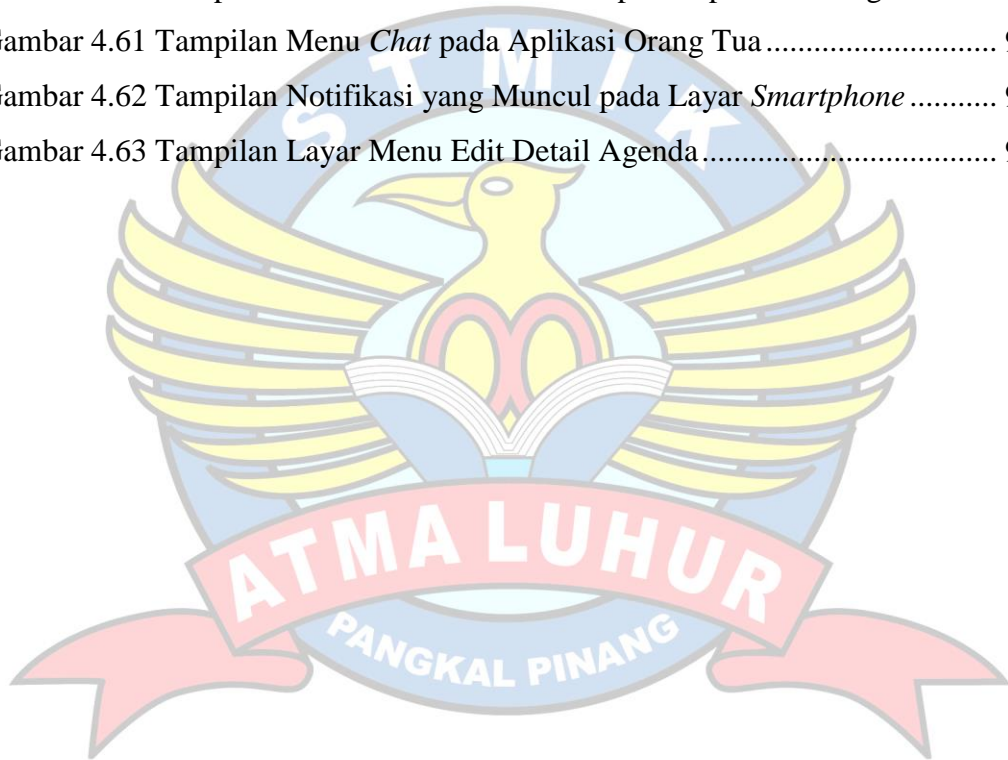 Gambar 4.61 Tampilan Menu Chat pada Aplikasi Orang Tua ........................... 9
Gambar 4.62 Tampilan Notifikasi yang Muncul pada Layar Smartphone ........... 9
Gambar 4.63 Tampilan Layar Menu Edit Detail Agenda ................................... 9
STMIK
ATMA LUHUR
PANGKAL PINANG